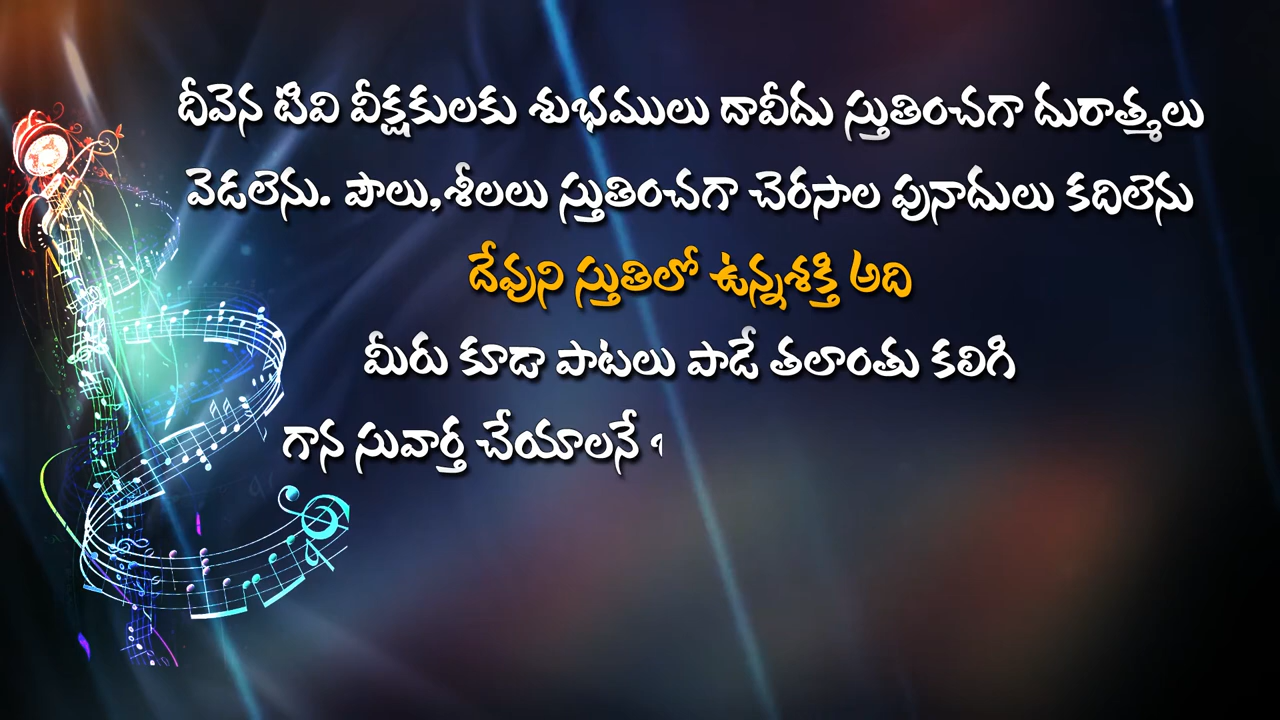 దీవెన టివి వీక్షకులకు శుభములు దావీదు స్తుతించగా దురాత్మలు
వెడలెను. పౌలు,శీలలు స్తుతించగా చెరసాల పునాదులు కదిలెను
దేవుని స్తుతిలో ఉన్నశక్తి అది
మీరు కూడా పాటలు పాడే తలాంతు కలిగి
గాన సువార్త చేయాలనే